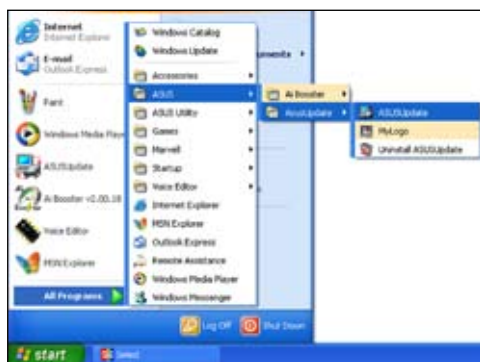 Internet
Internet Explorer
E-mail
Outlook Express
Paint
Windows Media Player
ASUSUpdate
Ai Booster v2.00.18
Voice Editor
MSN Explorer
All Programs
Windows Catalog
Windows Update
Accessories
ASUS
ASUS Utility
Games
Marvell
Startup
Voice Editor
Internet Explorer
MSN Explorer
Outlook Express
Remote Assistance
Windows Media Player
Windows Messenger
Ai Booster
AsusUpdate
ASUSUpdate
MyLogo
Uninstall ASUSUpdate
Log Off
Shut Down
start